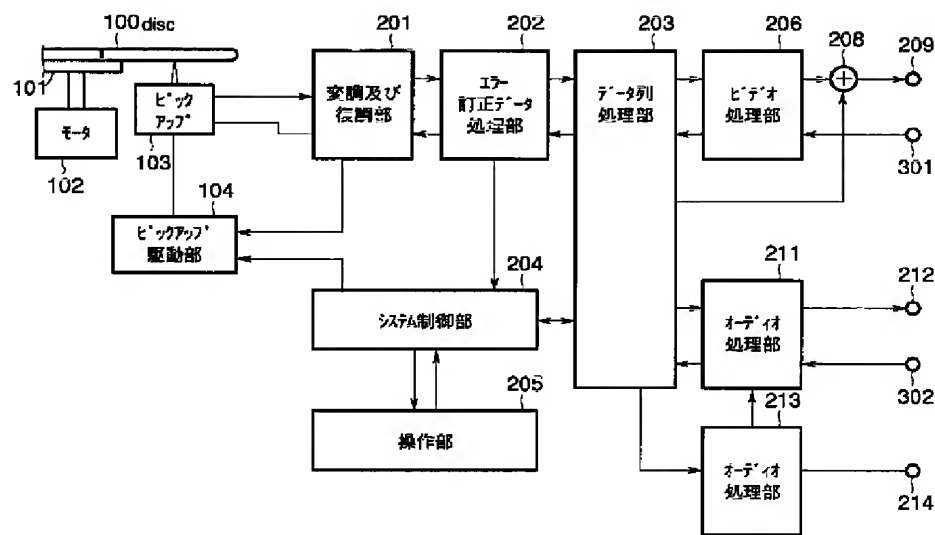 100 disc
101
モータ
102
ピック
アップ
103
104
ピックアップ
駆動部
201
変調及び
復調部
202
エラー
訂正データ
処理部
203
データ列
処理部
204
システム制御部
205
操作部
206
ビデオ
処理部
208
209
301
211
オーディオ
処理部
212
302
213
オーディオ
処理部
214